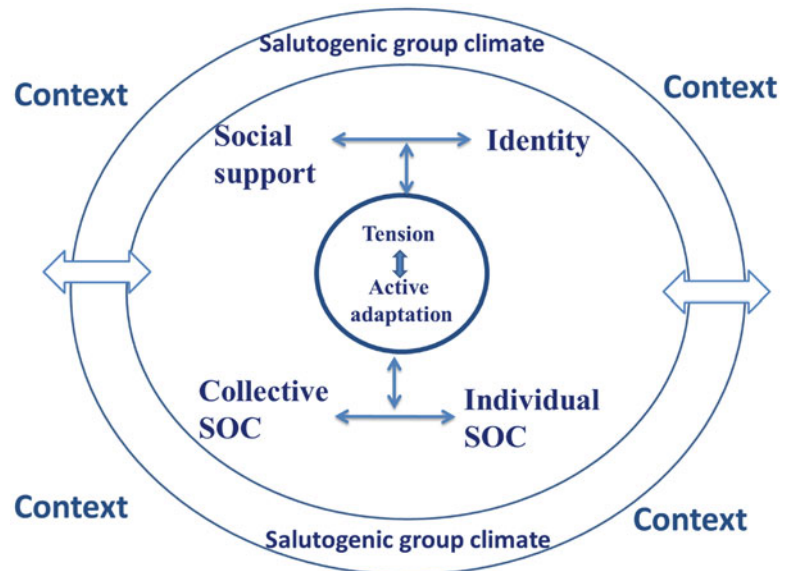 Salutogenic group climate
Context
Context
Social
support
Identity
Tension
Active
adaptation
Collective
SOC
Individual
SOC
Context
Context
Salutogenic group climate